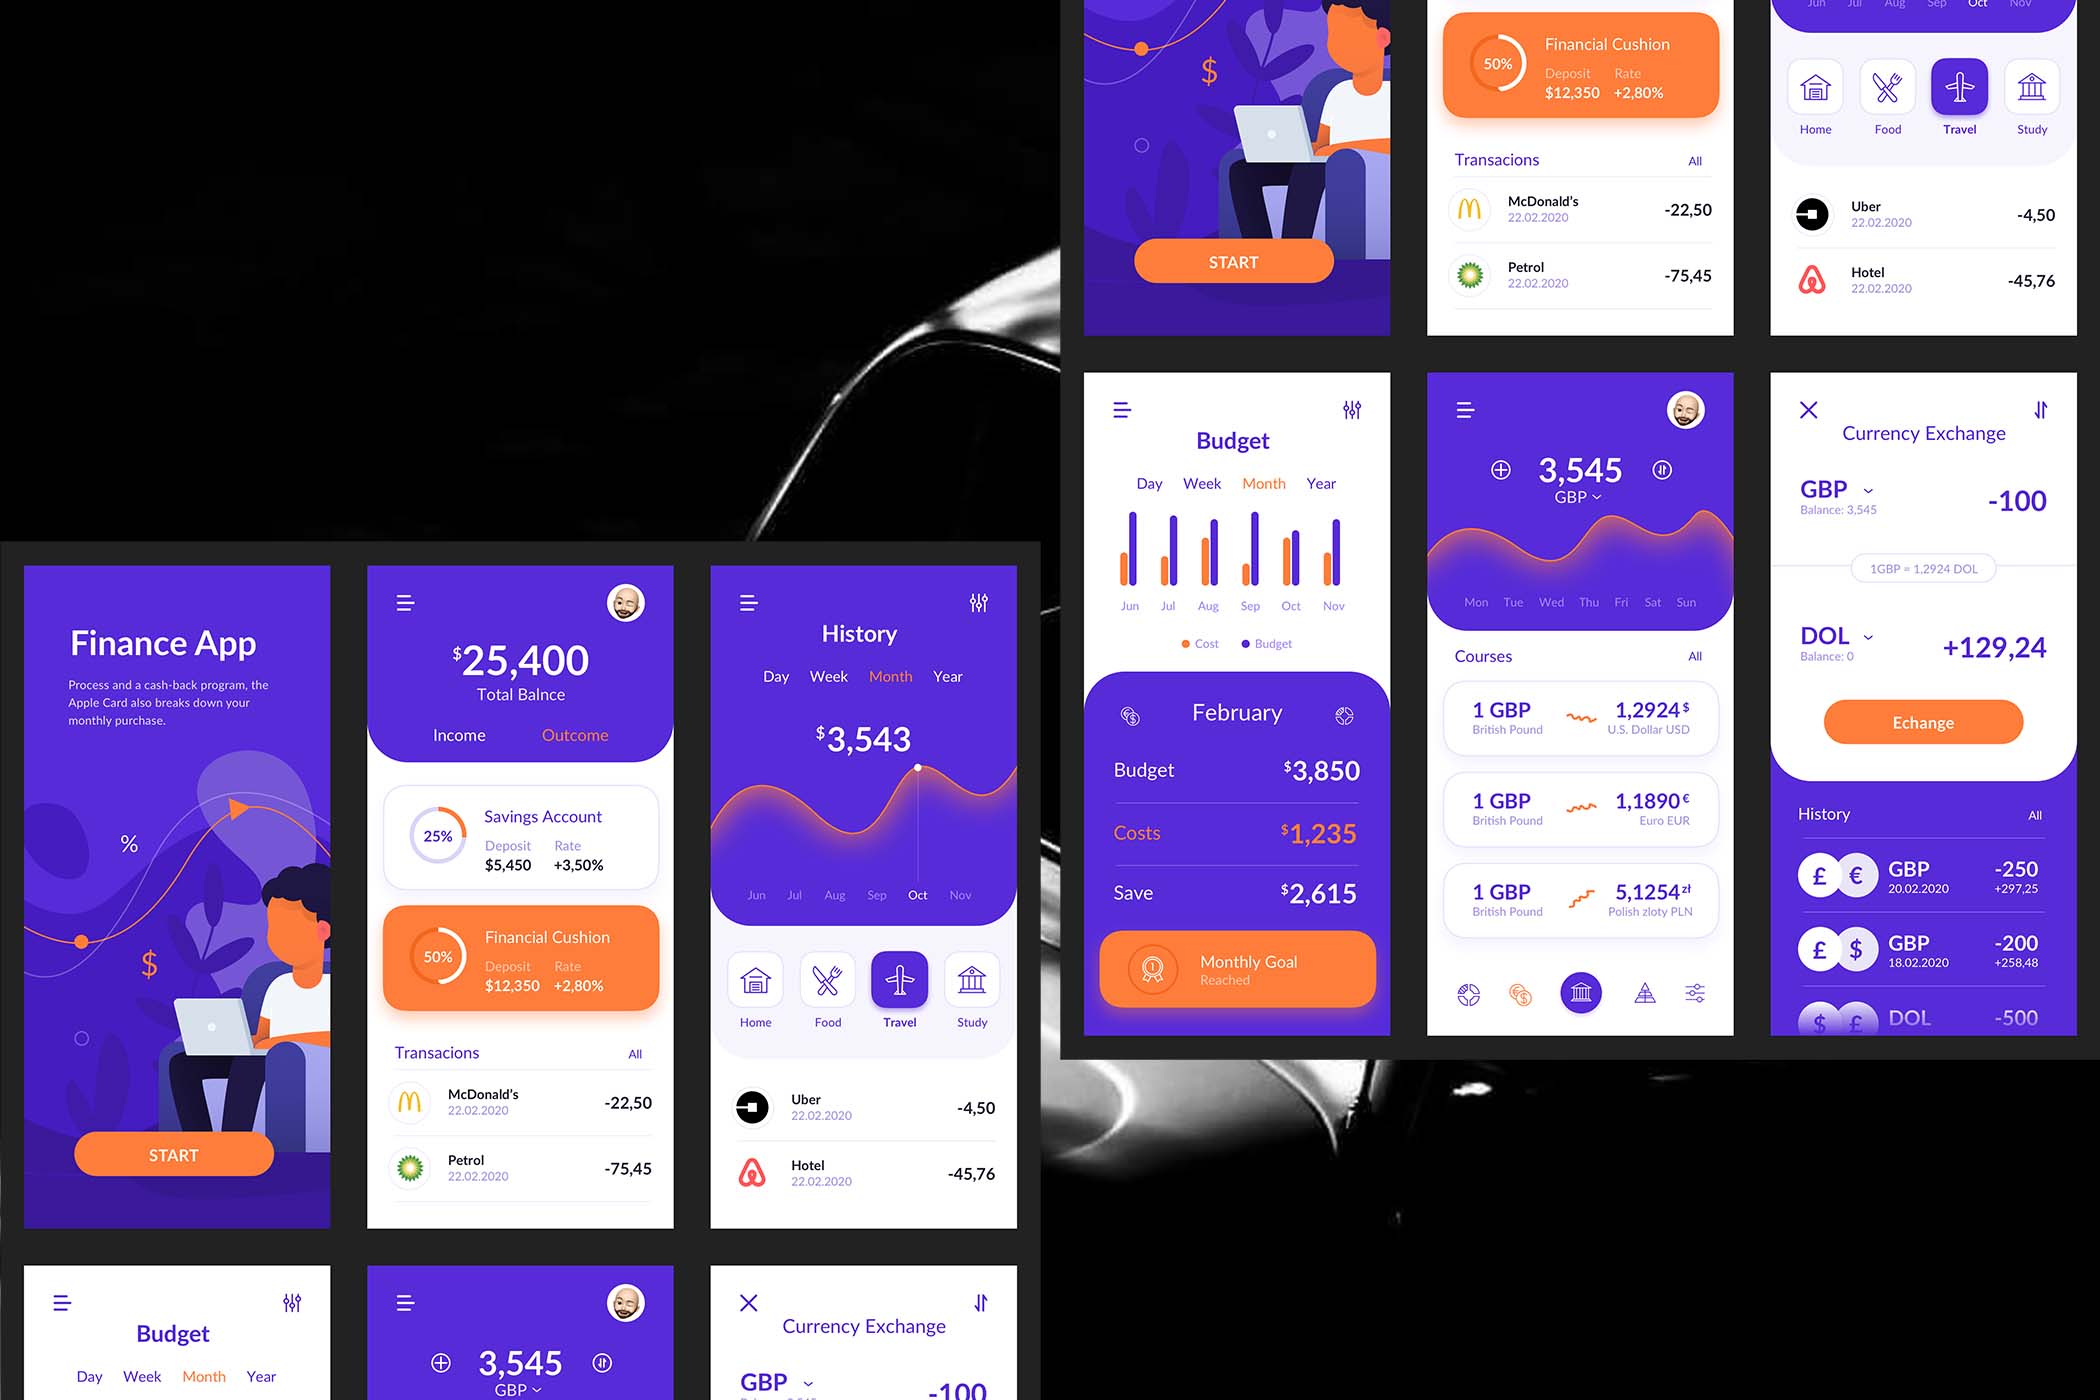 Finance App
Process and a cash-back program, the
Apple Card also breaks down your
monthly purchase.
%
$
START
$25,400
Total Balnce
Income Outcome
25%
Savings Account
Deposit Rate
$5,450 +3,50%
50%
Financial Cushion
Deposit Rate
$12,350 +2,80%
Transacions All
McDonald's
22.02.2020
-22,50
Petrol
22.02.2020
-75,45
History
Day Week Month Year
$3,543
Jun Jul Aug Sep Oct Nov
Home Food Travel Study
Uber
22.02.2020
-4,50
Hotel
22.02.2020
-45,76
Budget
Day Week Month Year
3,545
GBP
Currency Exchange
GBP
-100
$
START
50%
Financial Cushion
Deposit Rate
$12,350 +2,80%
Transacions All
McDonald's
22.02.2020
-22,50
Petrol
22.02.2020
-75,45
Jun Jul Aug Sep Oct Nov
Home Food Travel Study
Uber
22.02.2020
-4,50
Hotel
22.02.2020
-45,76
Budget
Day Week Month Year
Jun Jul Aug Sep Oct Nov
Cost Budget
February
Budget $3,850
Costs $1,235
Save $2,615
1
Monthly Goal
Reached
3,545
GBP
Mon Tue Wed Thu Fri Sat Sun
Courses All
1 GBP 1,2924$
British Pound U.S. Dollar USD
1 GBP 1,1890€
British Pound Euro EUR
1 GBP 5,1254zł
British Pound Polish zloty PLN
Currency Exchange
GBP
Balance: 3,545
-100
1GBP = 1,2924 DOL
DOL
Balance: 0
+129,24
Echange
History All
£ € GBP -250
20.02.2020 +297,25
£ $ GBP -200
18.02.2020 +258,48
$ £ DOL -500